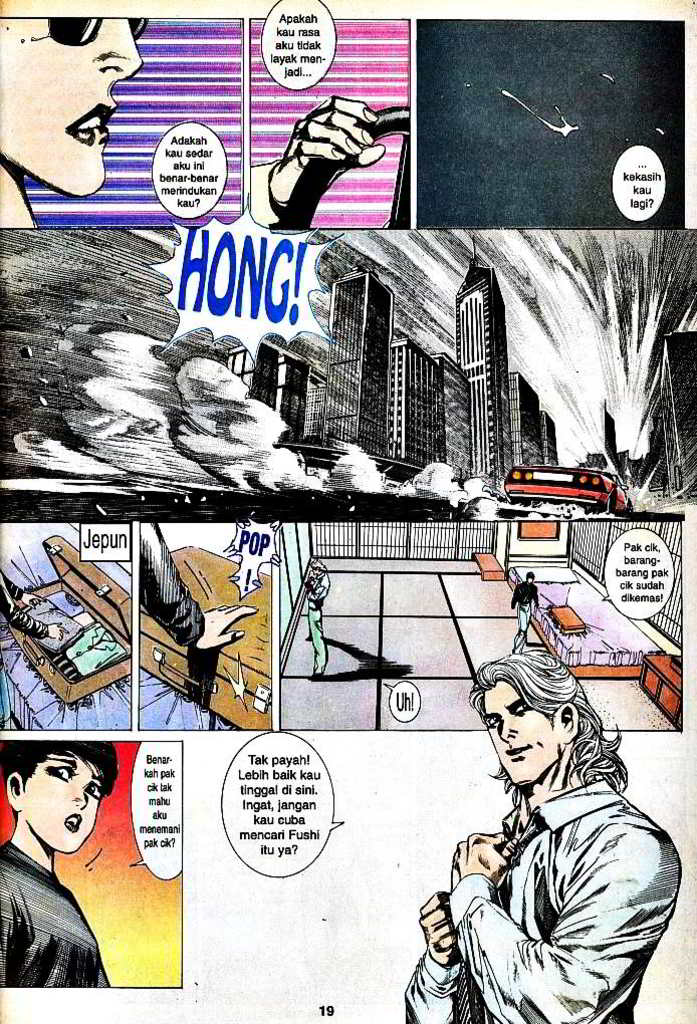 Adakah
kau sedar
aku ini
benar-benar
merindukan
kau?
Apakah
kau rasa
aku tidak
layak men-
jadi...
...
kekasih
kau
lagi?
HONG!
Jepun
POP
!
Pak cik,
barang-
barang pak
cik sudah
dikemas!
Uh!
Benar-
kah pak
cik tak
mahu
aku
menemani
pak cik?
Tak payah!
Lebih baik kau
tinggal di sini.
Ingat, jangan
kau cuba
mencari Fushi
itu ya?
19